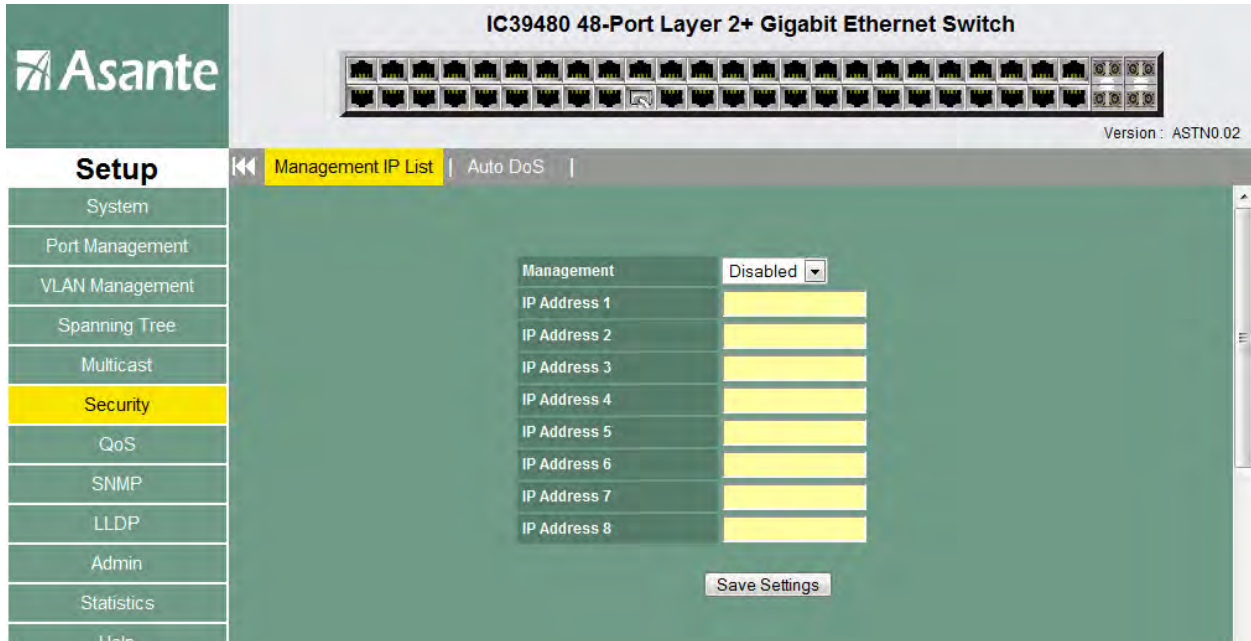 IC39480 48-Port Layer 2+ Gigabit Ethernet Switch
Asante
Version : ASTN0.02
Setup
Management IP List | Auto DoS |
System
Port Management
VLAN Management
Spanning Tree
Multicast
Security
QoS
SNMP
LLDP
Admin
Statistics
Help
Management Disabled
IP Address 1
IP Address 2
IP Address 3
IP Address 4
IP Address 5
IP Address 6
IP Address 7
IP Address 8
Save Settings